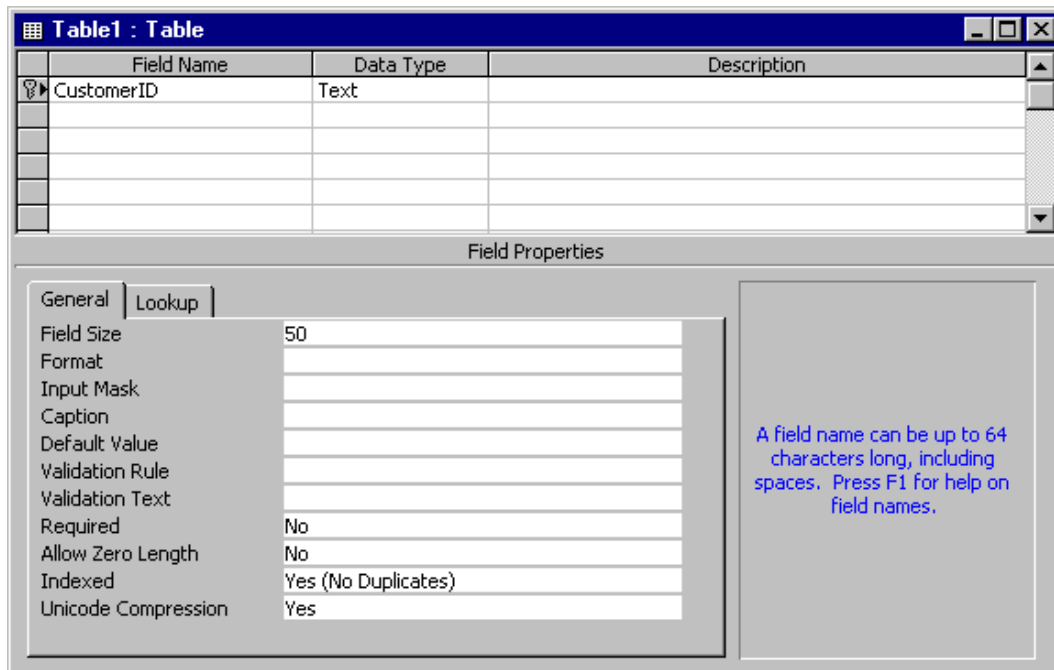 Table1 : Table
Field Name Data Type Description
CustomerID Text
Field Properties
General Lookup
Field Size 50
Format
Input Mask
Caption
Default Value
Validation Rule
Validation Text
Required No
Allow Zero Length No
Indexed Yes (No Duplicates)
Unicode Compression Yes
A field name can be up to 64
characters long, including
spaces. Press F1 for help on
field names.